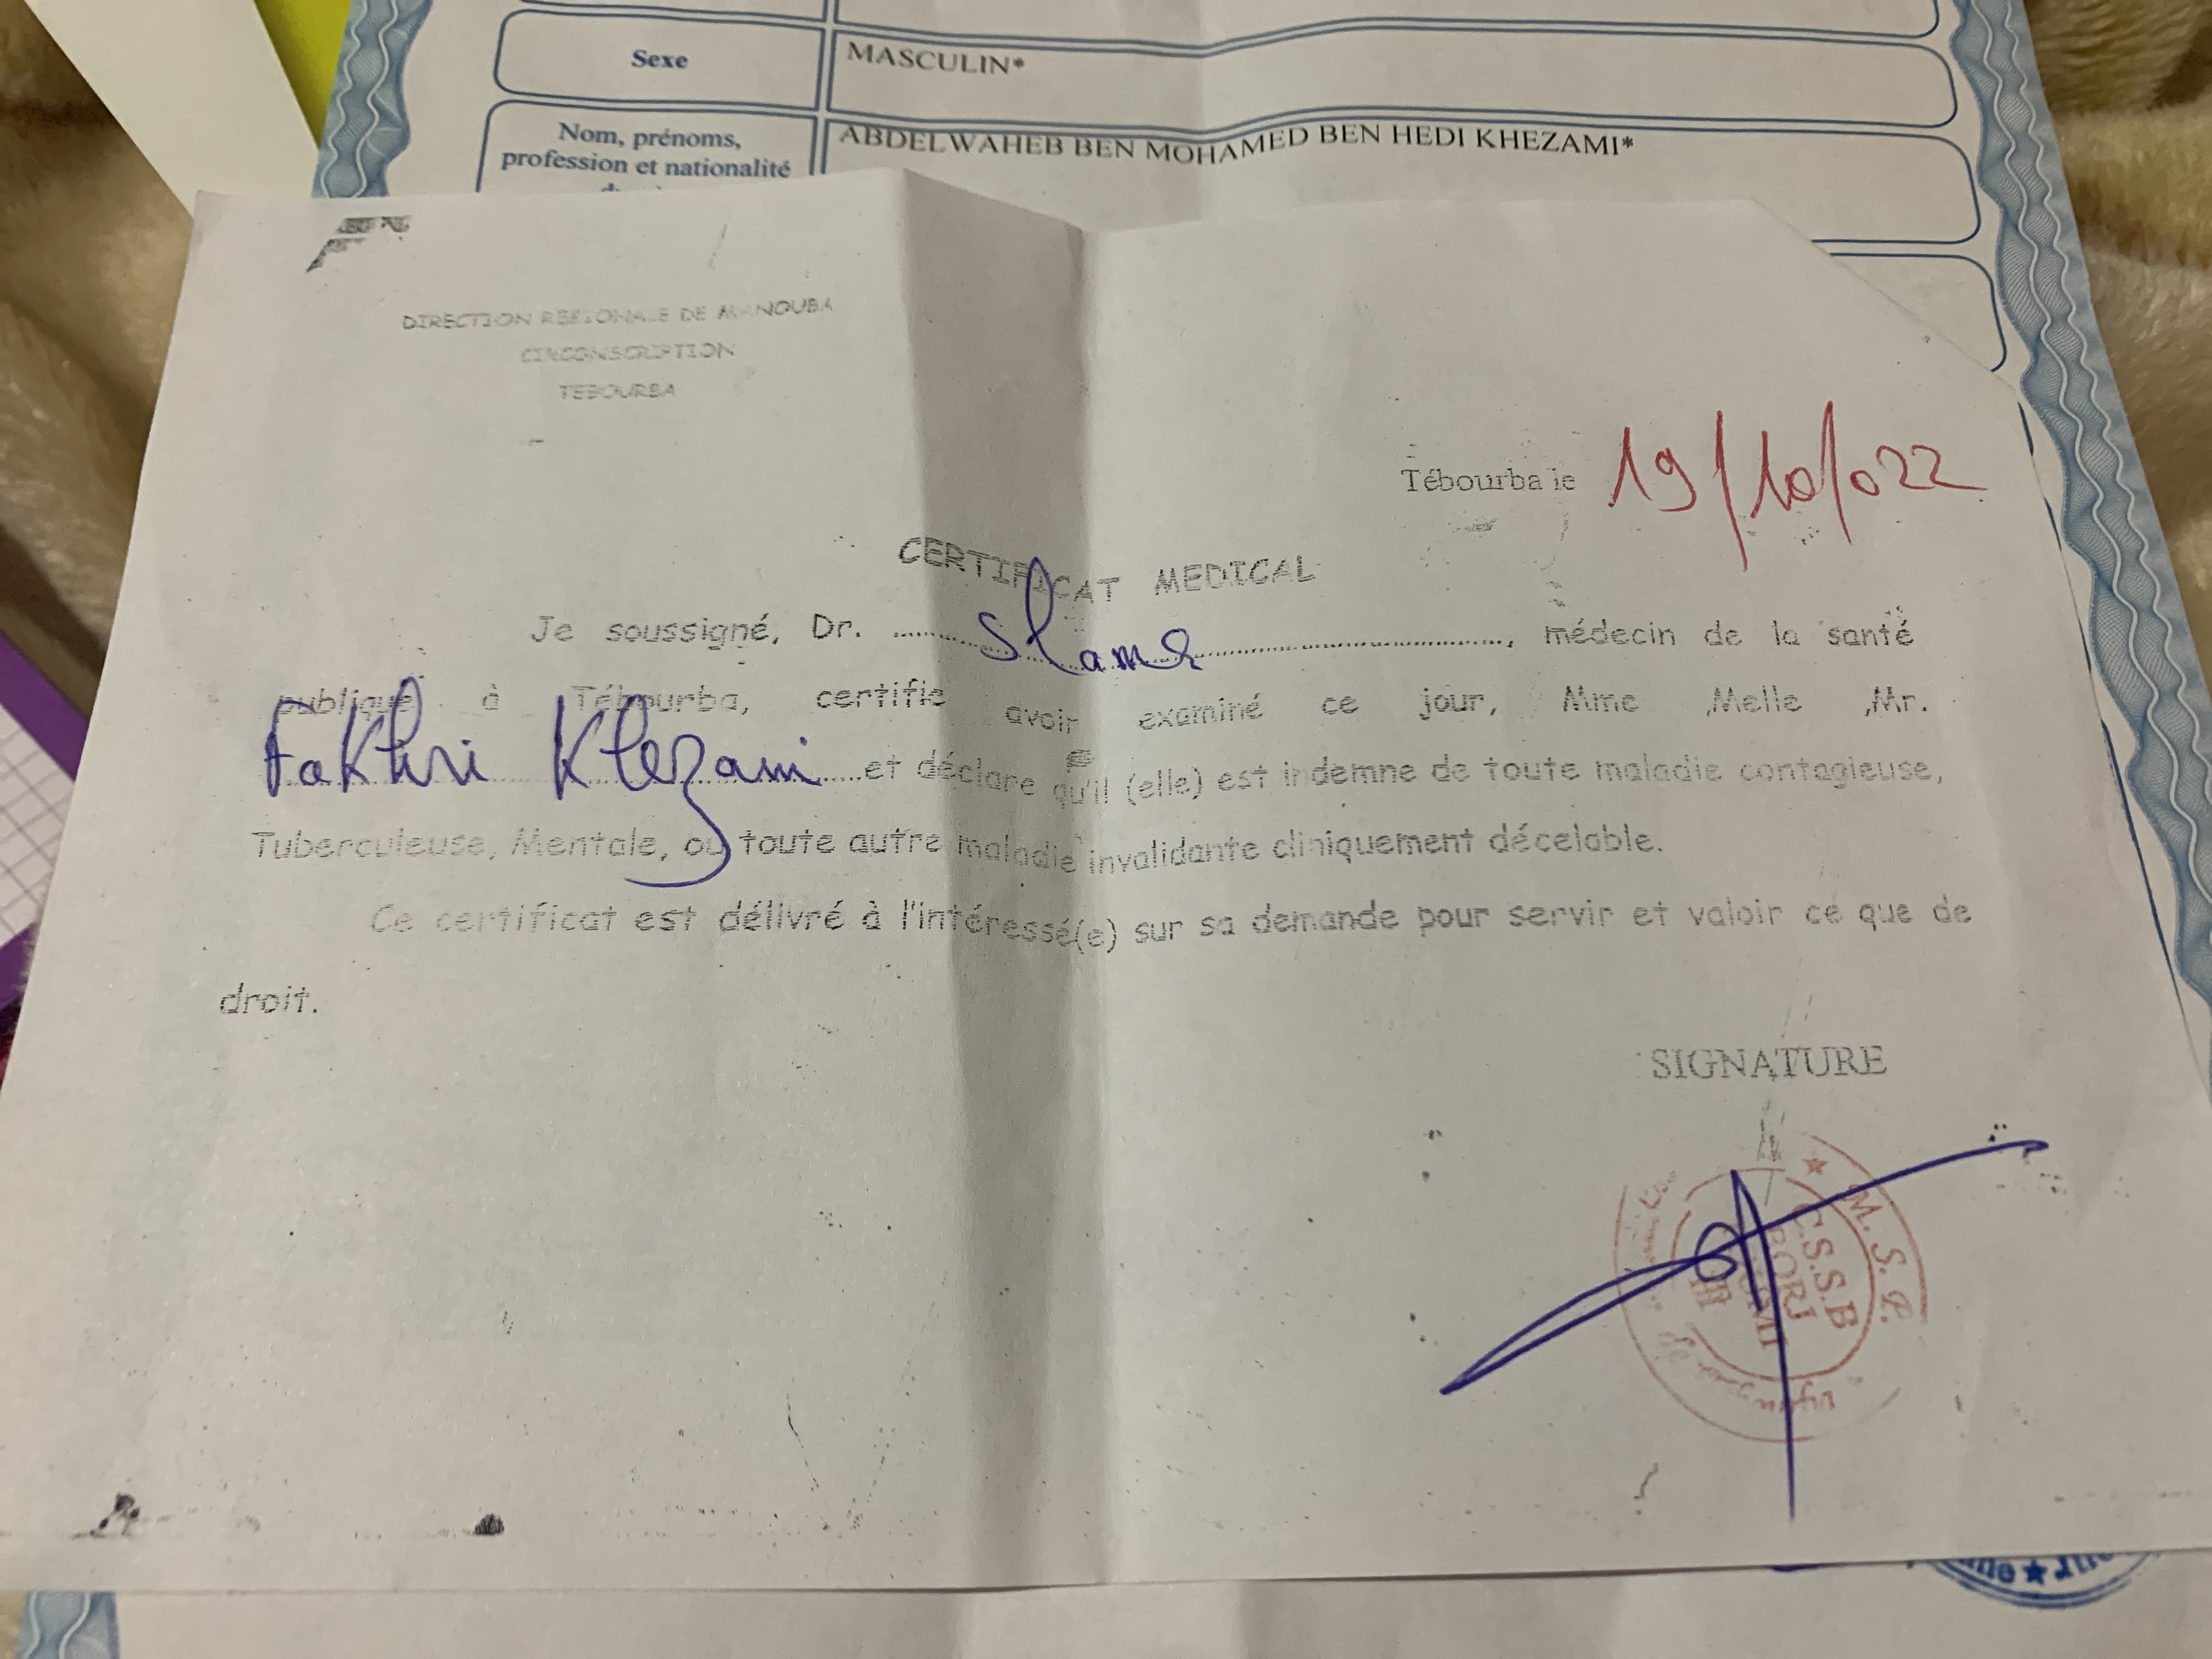 Sexe
MASCULIN*
Nom, prénoms,
profession et nationalité
ABDELWAHEB BEN MOHAMED BEN HEDI KHEZAMI*
DIRECTION REGIONALE DE MANOUBA
CIRCONSCRIPTION
TEBOURBA
Tébourba le 19/10/022
CERTIFICAT MEDICAL
Je soussigné, Dr. Slama, médecin de la santé
publique à Tébourba, certifie avoir examiné ce jour, Mme ,Melle ,Mr.
Fakhri Khezami et déclare qu'il (elle) est indemne de toute maladie contagieuse,
Tuberculeuse, Mentale, ou toute autre maladie invalidante cliniquement décelable.
Ce certificat est délivré à l'intéressé(e) sur sa demande pour servir et valoir ce que de
droit.
SIGNATURE
M. S. P.
C.S.S.B
BORJ